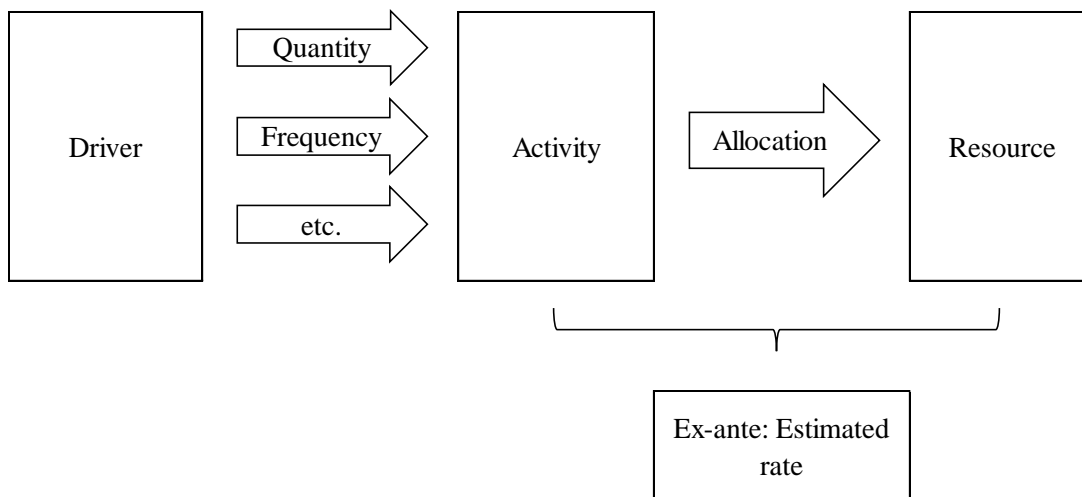 Driver
Quantity
Frequency
etc.
Activity
Allocation
Resource
Ex-ante: Estimated
rate